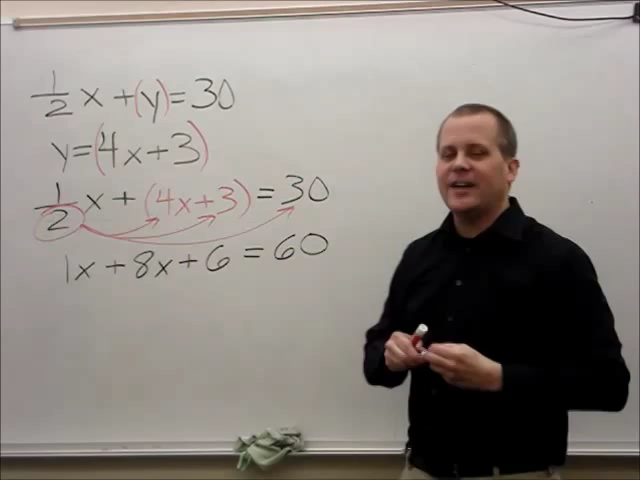 1/2 x + (y) = 30
y = (4x + 3)
1/2 x + (4x + 3) = 30
1x + 8x + 6 = 60